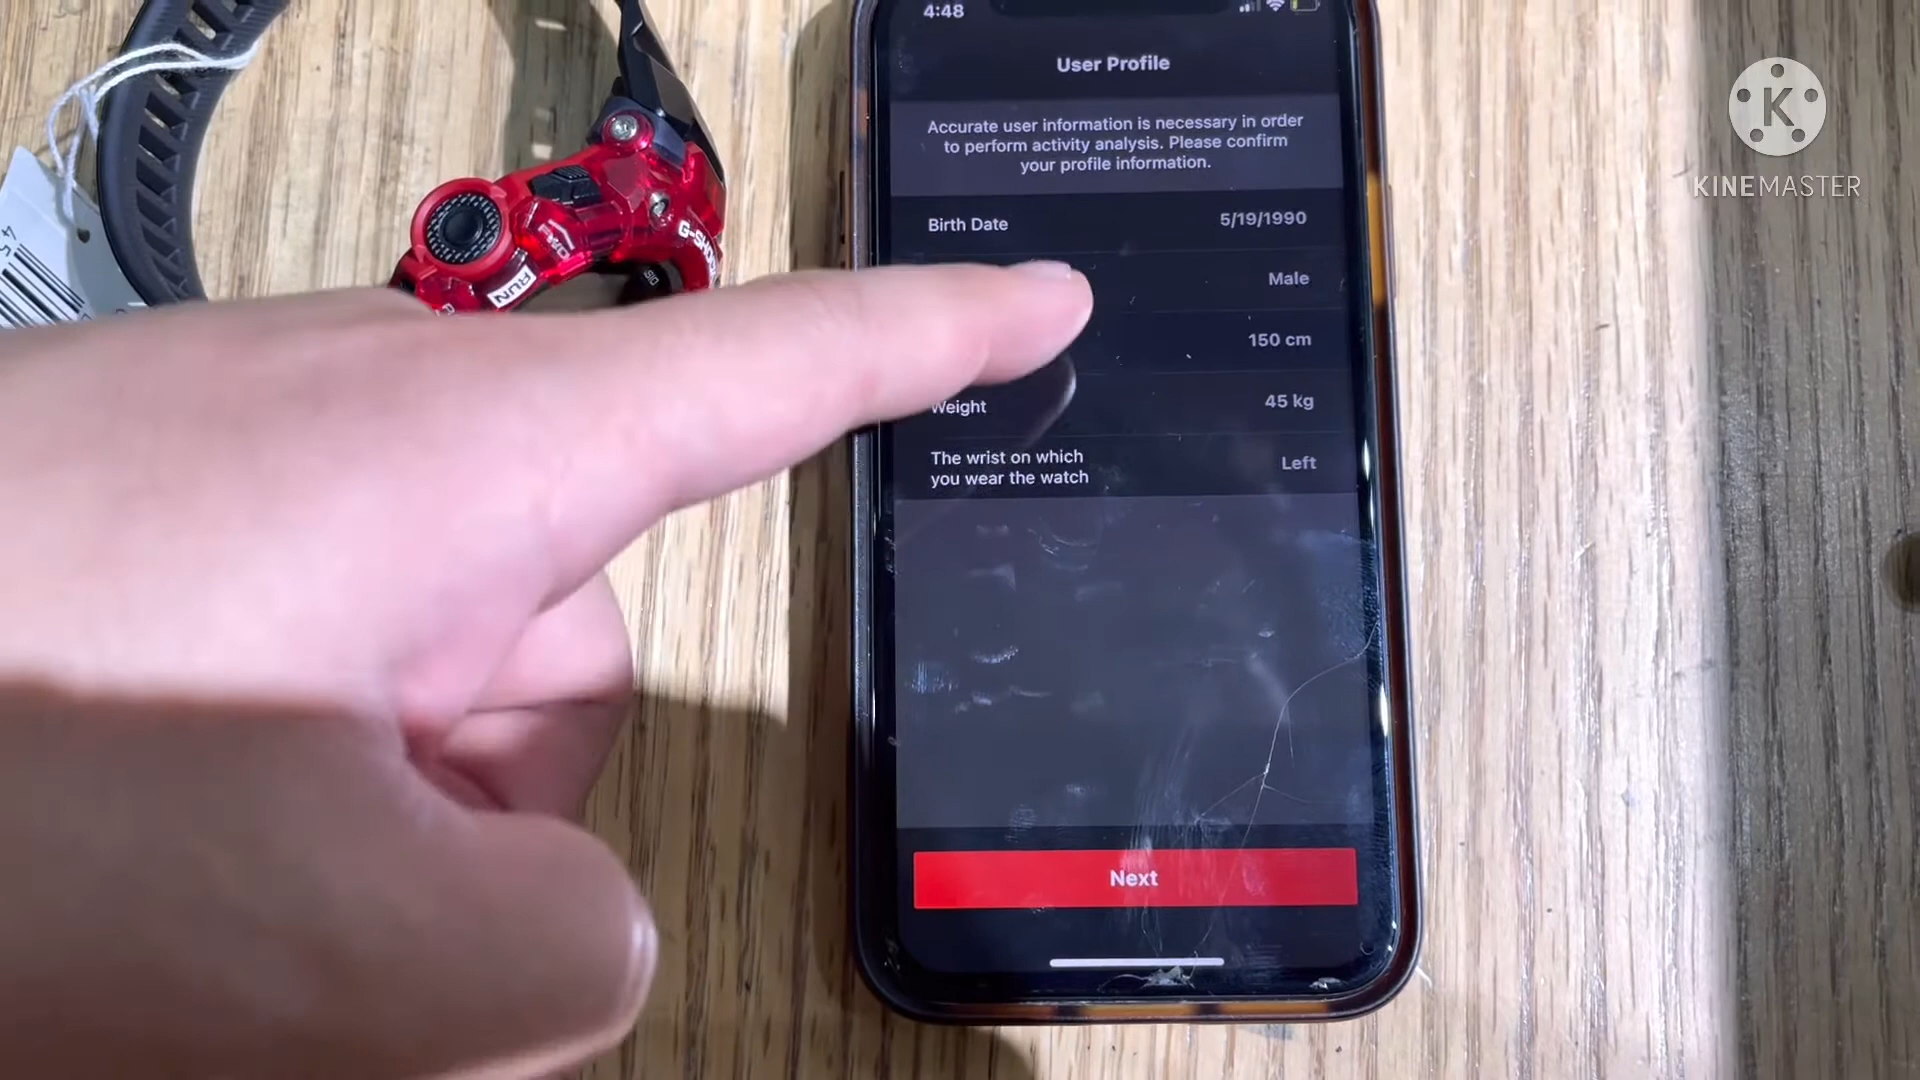 4:48
User Profile
Accurate user information is necessary in order
to perform activity analysis. Please confirm
your profile information.
Birth Date
5/19/1990
Male
150 cm
Weight
45 kg
The wrist on which
you wear the watch
Left
Next
G-SHOCK
RUN
K
KINEMASTER